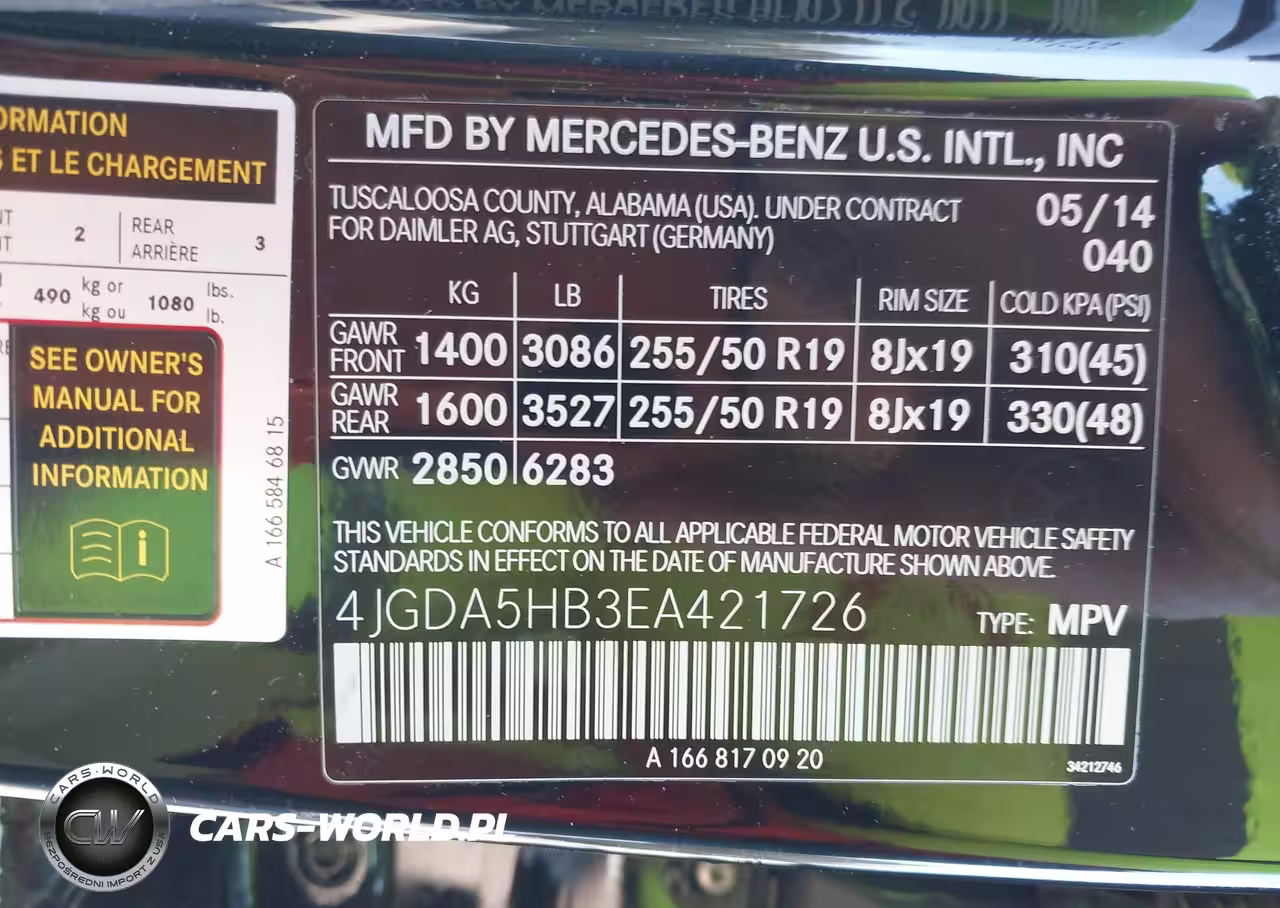 ORMATION
S ET LE CHARGEMENT
2
REAR
ARRIÈRE
3
490 kg or
kg ou
1080 lbs.
lb.
SEE OWNER'S
MANUAL FOR
ADDITIONAL
INFORMATION
A 166 584 68 15
MFD BY MERCEDES-BENZ U.S. INTL., INC
TUSCALOOSA COUNTY, ALABAMA (USA). UNDER CONTRACT
FOR DAIMLER AG, STUTTGART (GERMANY)
05/14
040
KG LB TIRES RIM SIZE COLD KPA (PSI)
GAWR
FRONT 1400 3086 255/50 R19 8Jx19 310(45)
GAWR
REAR 1600 3527 255/50 R19 8Jx19 330(48)
GVWR 2850 6283
THIS VEHICLE CONFORMS TO ALL APPLICABLE FEDERAL MOTOR VEHICLE SAFETY
STANDARDS IN EFFECT ON THE DATE OF MANUFACTURE SHOWN ABOVE.
4JGDA5HB3EA421726 TYPE: MPV
A 166 817 09 20
34212746
CARS-WORLD
CW
BEZPOŚREDNI IMPORT Z USA
CARS-WORLD.PL